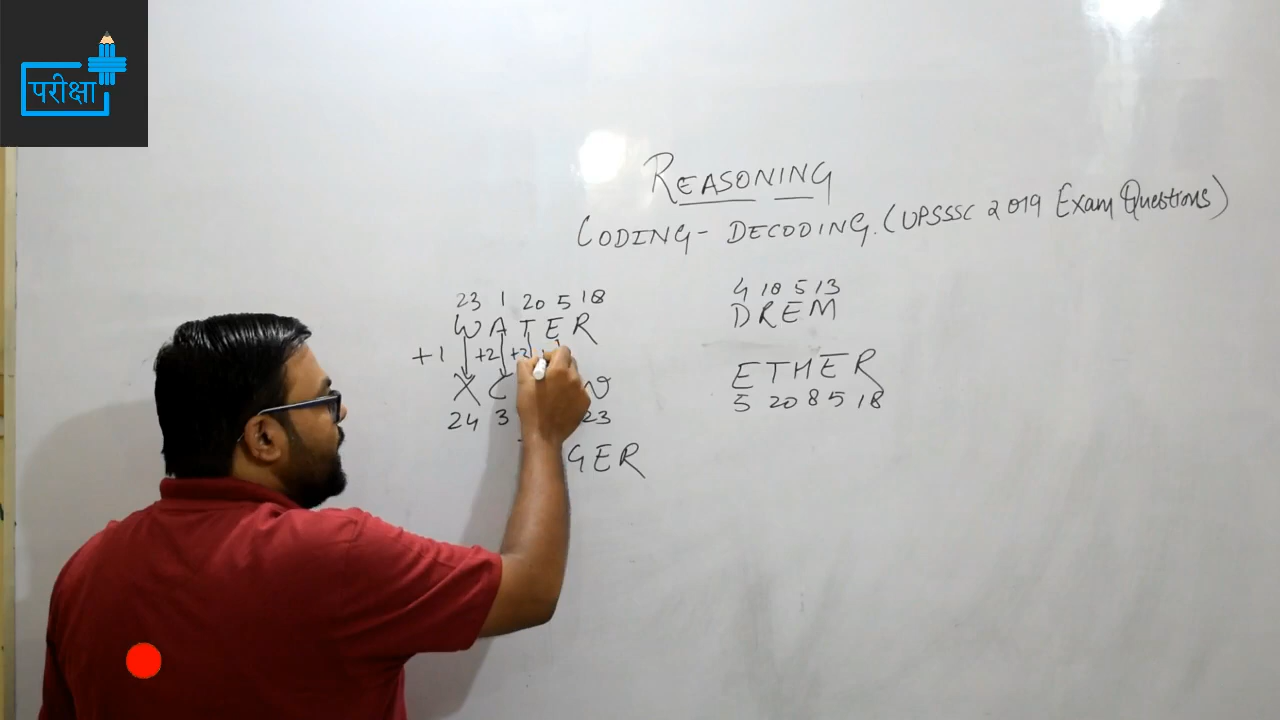 परीक्षा
REASONING
CODING- DECODING. (UPSSSC 2019 Exam Questions)
23 1 20 5 18
WATER
+1 +2 +3
X C W
24 3 23
GER
4 18 5 13
DREM
ETHER
5 20 8 5 18